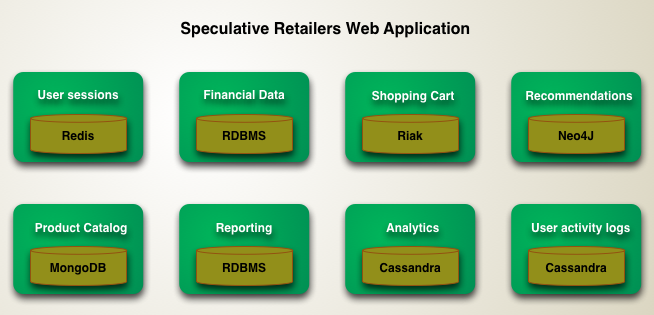 Speculative Retailers Web Application
User sessions
Redis
Financial Data
RDBMS
Shopping Cart
Riak
Recommendations
Neo4J
Product Catalog
MongoDB
Reporting
RDBMS
Analytics
Cassandra
User activity logs
Cassandra